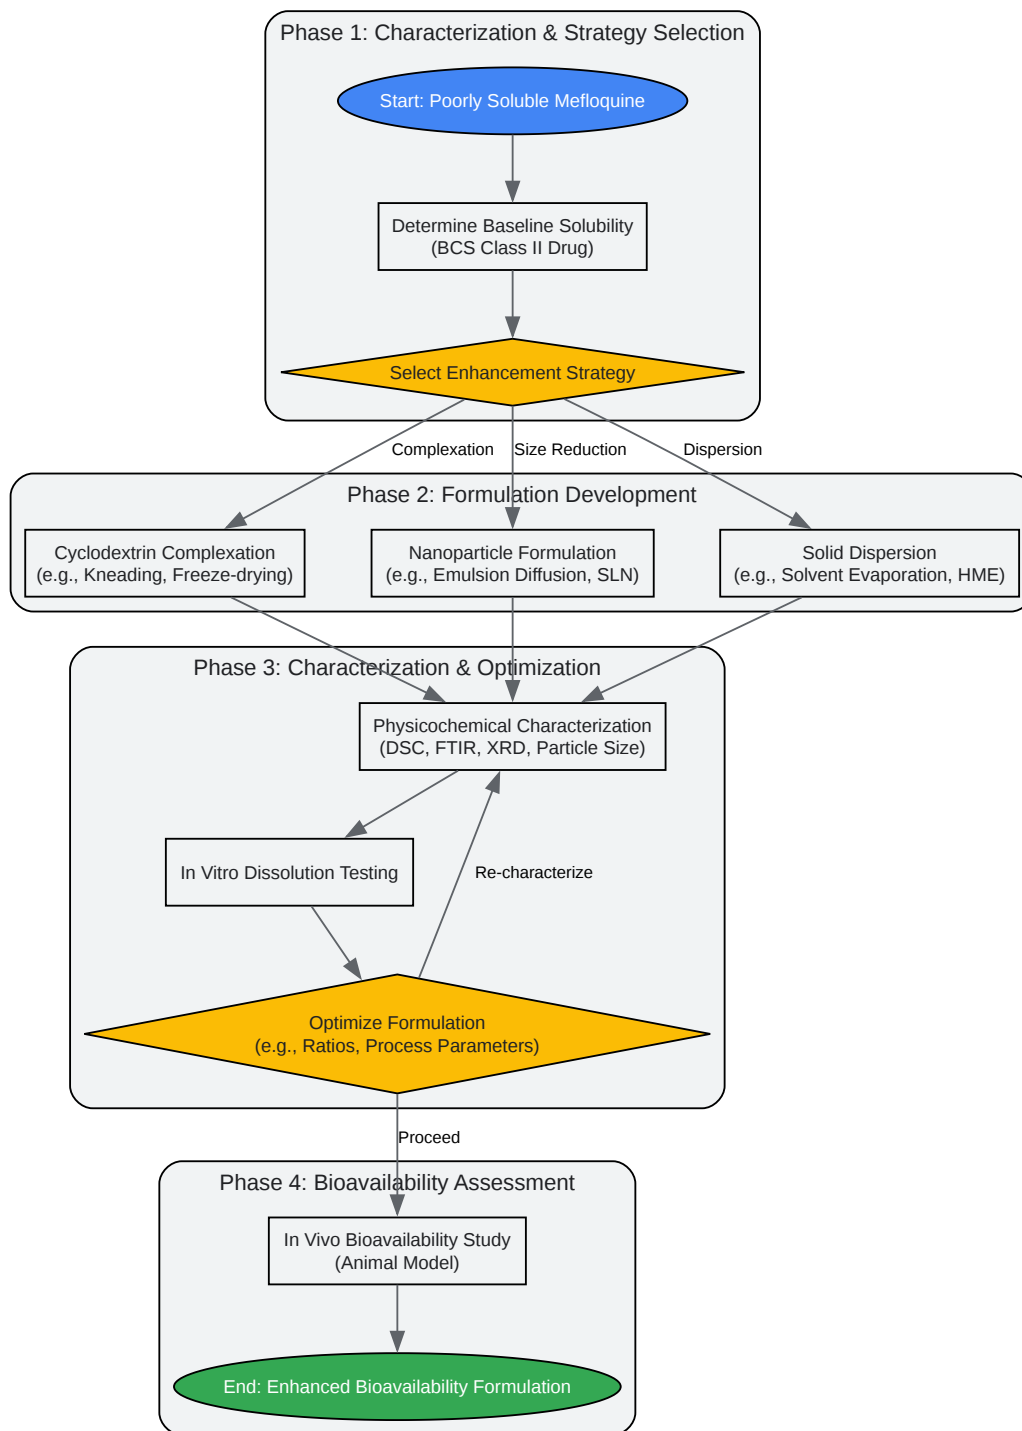 Phase 1: Characterization & Strategy Selection
Start: Poorly Soluble Mefloquine
Determine Baseline Solubility
(BCS Class II Drug)
Select Enhancement Strategy
Complexation
Size Reduction
Dispersion
Phase 2: Formulation Development
Cyclodextrin Complexation
(e.g., Kneading, Freeze-drying)
Nanoparticle Formulation
(e.g., Emulsion Diffusion, SLN)
Solid Dispersion
(e.g., Solvent Evaporation, HME)
Phase 3: Characterization & Optimization
Physicochemical Characterization
(DSC, FTIR, XRD, Particle Size)
In Vitro Dissolution Testing
Re-characterize
Optimize Formulation
(e.g., Ratios, Process Parameters)
Proceed
Phase 4: Bioavailability Assessment
In Vivo Bioavailability Study
(Animal Model)
End: Enhanced Bioavailability Formulation